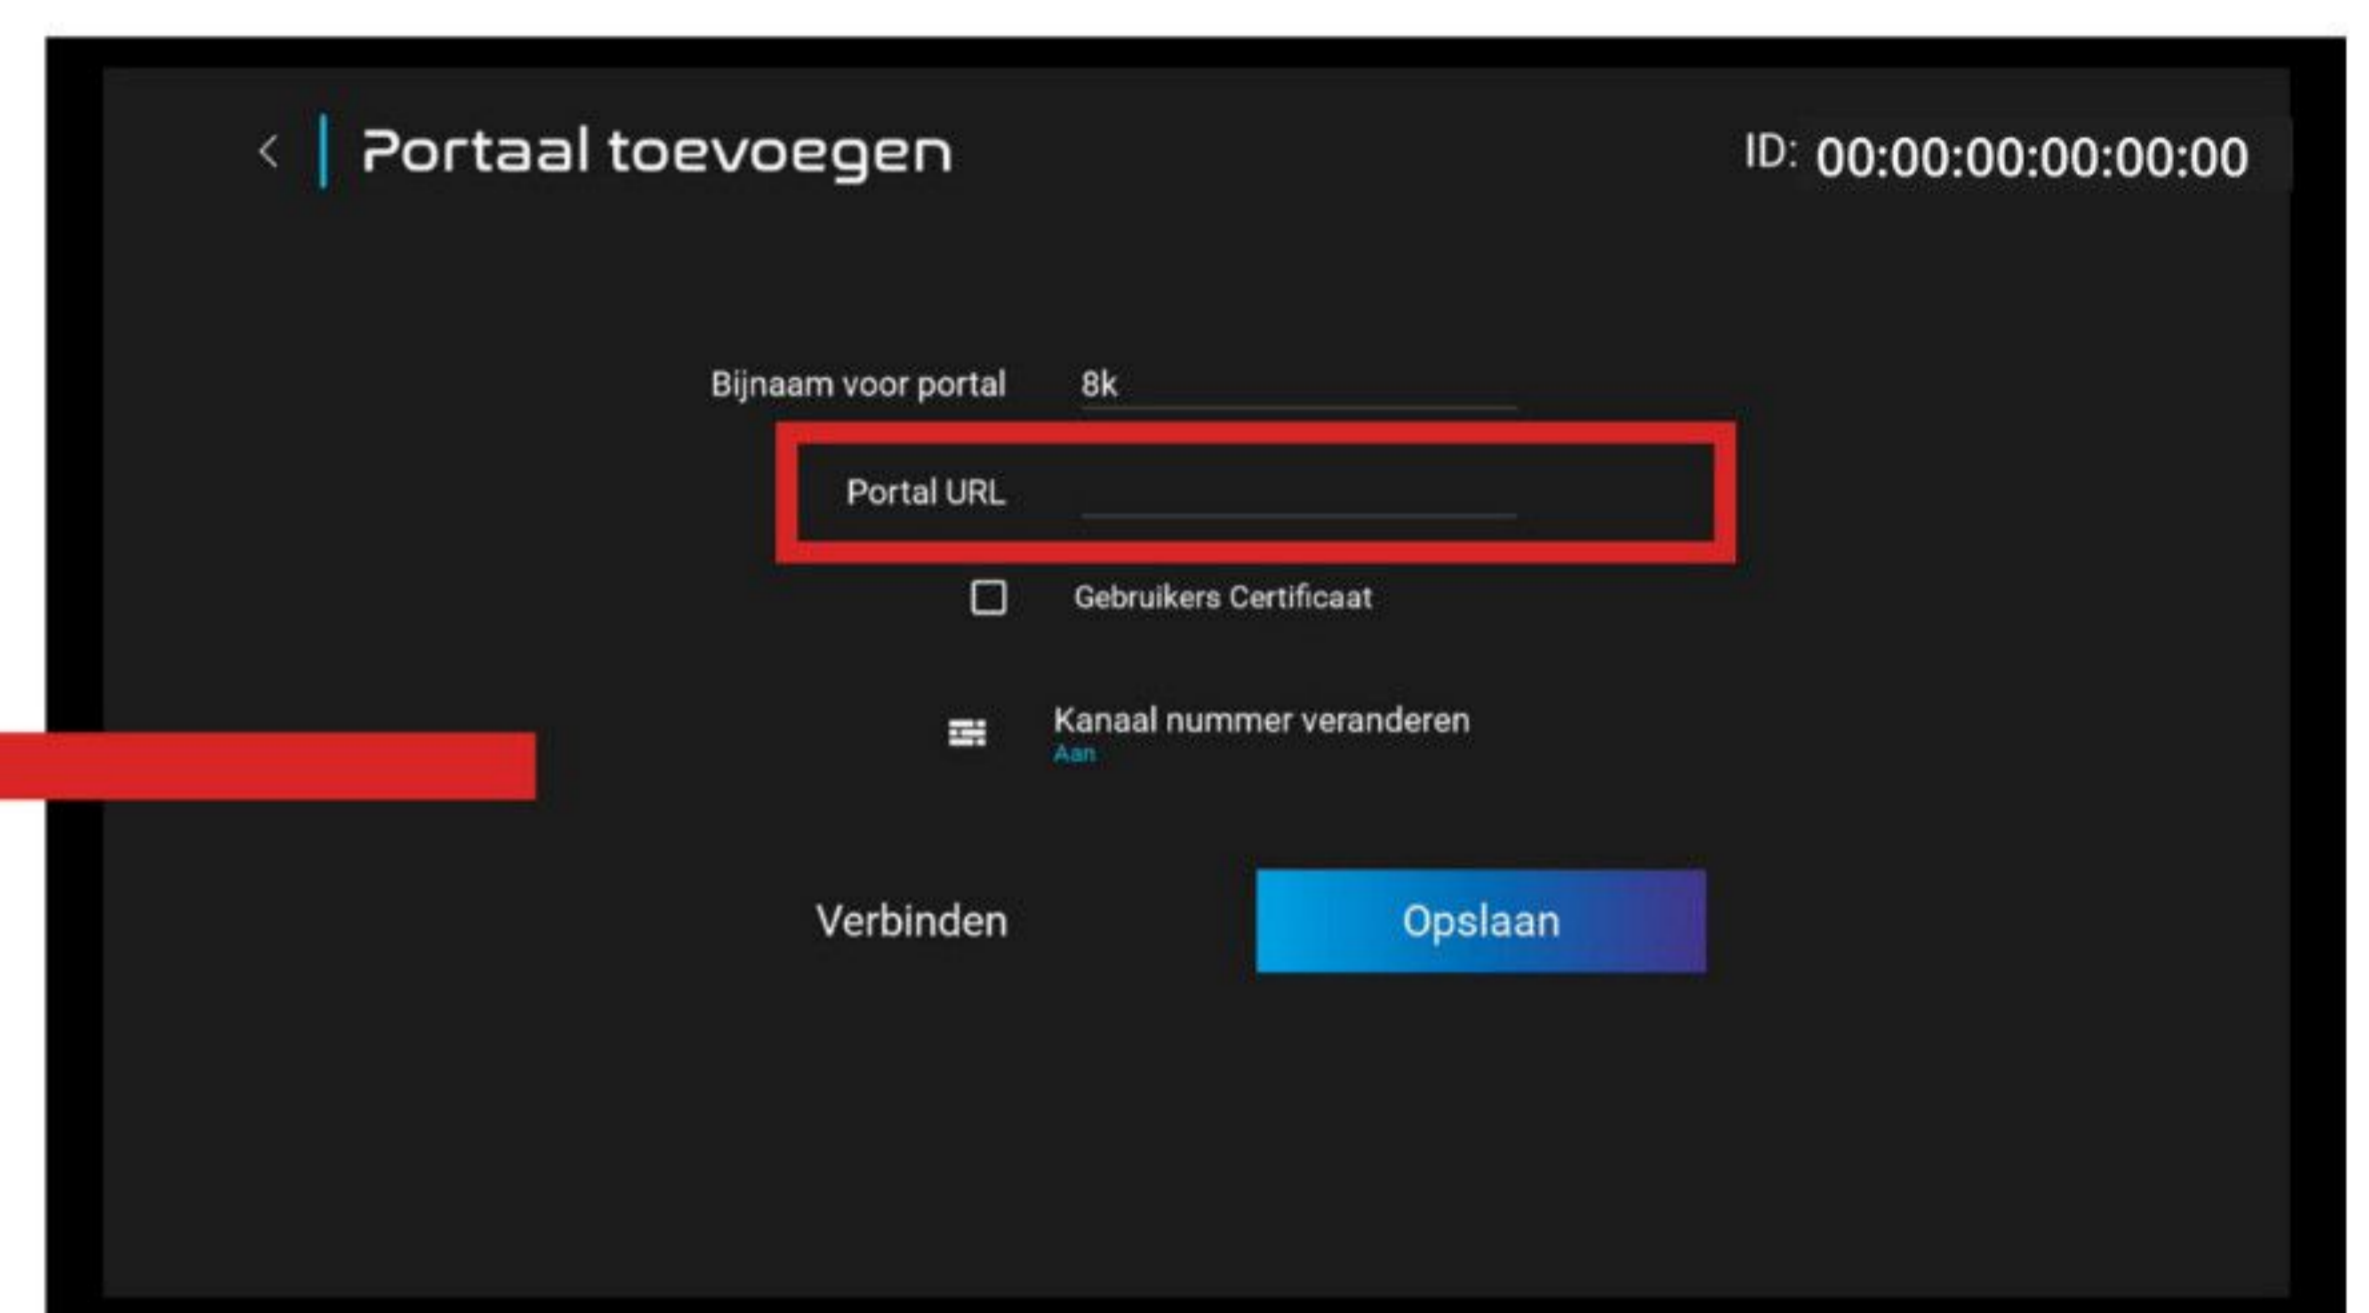 < | Portaal toevoegen
ID: 00:00:00:00:00:00
Bijnaam voor portal 8k
Portal URL
Gebruikers Certificaat
Kanaal nummer veranderen
Aan
Verbinden
Opslaan